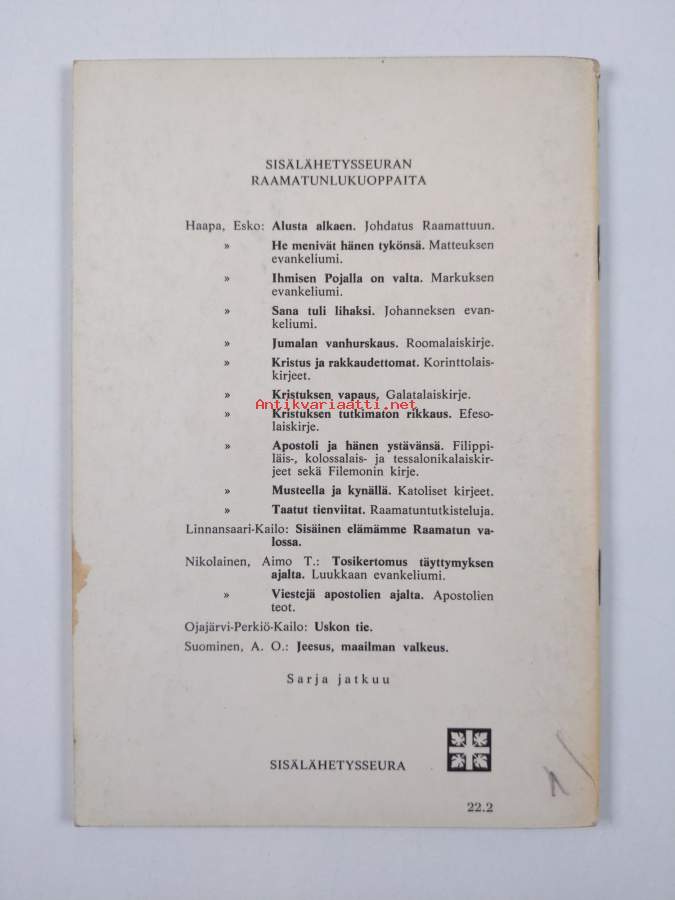 SISÄLÄHETYSSEURAN
RAAMATUNLUKUOPPAITA
Haapa, Esko: Alusta alkaen. Johdatus Raamattuun.
» He menivät hänen tykönsä. Matteuksen
evankeliumi.
» Ihmisen Pojalla on valta. Markuksen
evankeliumi.
» Sana tuli lihaksi. Johanneksen evan-
keliumi.
» Jumalan vanhurskaus. Roomalaiskirje.
» Kristus ja rakkaudettomat. Korinttolais-
kirjeet.
» Kristuksen vapaus. Galatalaiskirje.
Antikvariaatti.net
» Kristuksen tutkimaton rikkaus. Efeso-
laiskirje.
» Apostoli ja hänen ystävänsä. Filippi-
läis-, kolossalais- ja tessalonikalaiskir-
jeet sekä Filemonin kirje.
» Musteella ja kynällä. Katoliset kirjeet.
» Taatut tienviitat. Raamatuntutkisteluja.
Linnansaari-Kailo: Sisäinen elämämme Raamatun va-
lossa.
Nikolainen, Aimo T.: Tosikertomus täyttymyksen
ajalta. Luukkaan evankeliumi.
» Viestejä apostolien ajalta. Apostolien
teot.
Ojajärvi-Perkiö-Kailo: Uskon tie.
Suominen, A. O.: Jeesus, maailman valkeus.
Sarja jatkuu
SISÄLÄHETYSSEURA
22.2